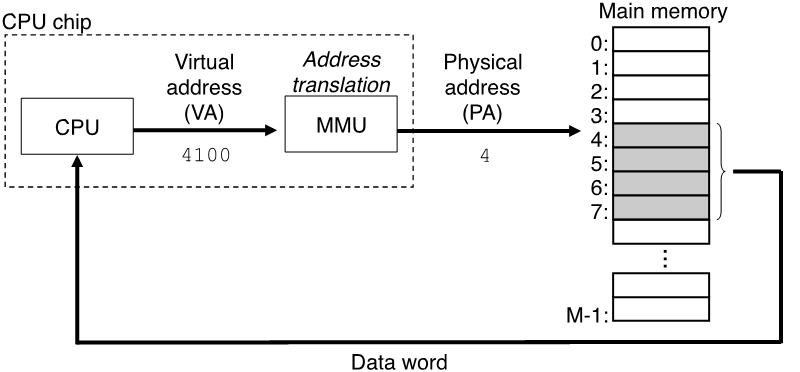 CPU chip
Main memory
Virtual
address
(VA)
Address
translation
Physical
address
(PA)
CPU
MMU
4100
4
0:
1:
2:
3:
4:
5:
6:
7:
⋮
M-1:
Data word